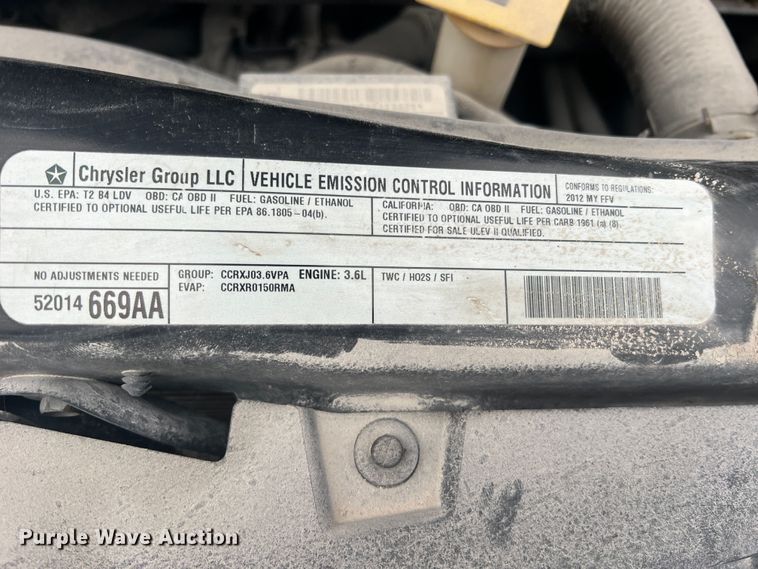 Chrysler Group LLC
VEHICLE EMISSION CONTROL INFORMATION
CONFORMS TO REGULATIONS:
2012 MY FFV
U.S. EPA: T2 B4 LDV OBD: CA OBD II FUEL: GASOLINE / ETHANOL
CERTIFIED TO OPTIONAL USEFUL LIFE PER EPA 86.1805-04(b).
CALIFORNIA: OBD: CA OBD II FUEL: GASOLINE / ETHANOL
CERTIFIED TO OPTIONAL USEFUL LIFE PER CARB 1961 (a) (8).
CERTIFIED FOR SALE ULEV II QUALIFIED.
NO ADJUSTMENTS NEEDED
52014 669AA
GROUP: CCRXJ03.6VPA ENGINE: 3.6L
EVAP: CCRXR0150RMA
TWC / HO2S / SFI
Purple Wave Auction
Purple Wave Auction